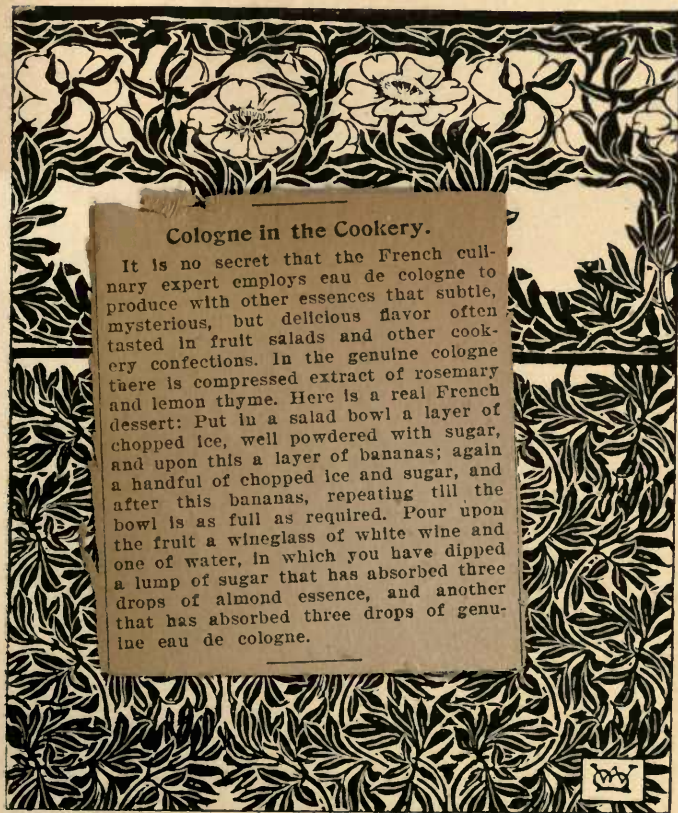 Cologne in the Cookery.
It is no secret that the French culi-
nary expert employs eau de cologne to
produce with other essences that subtle,
mysterious, but delicious flavor often
tasted in fruit salads and other cook-
ery confections. In the genuine cologne
there is compressed extract of rosemary
and lemon thyme. Here is a real French
dessert: Put in a salad bowl a layer of
chopped ice, well powdered with sugar,
and upon this a layer of bananas; again
a handful of chopped ice and sugar, and
after this bananas, repeating till the
bowl is as full as required. Pour upon
the fruit a wineglass of white wine and
one of water, in which you have dipped
a lump of sugar that has absorbed three
drops of almond essence, and another
that has absorbed three drops of genu-
ine eau de cologne.